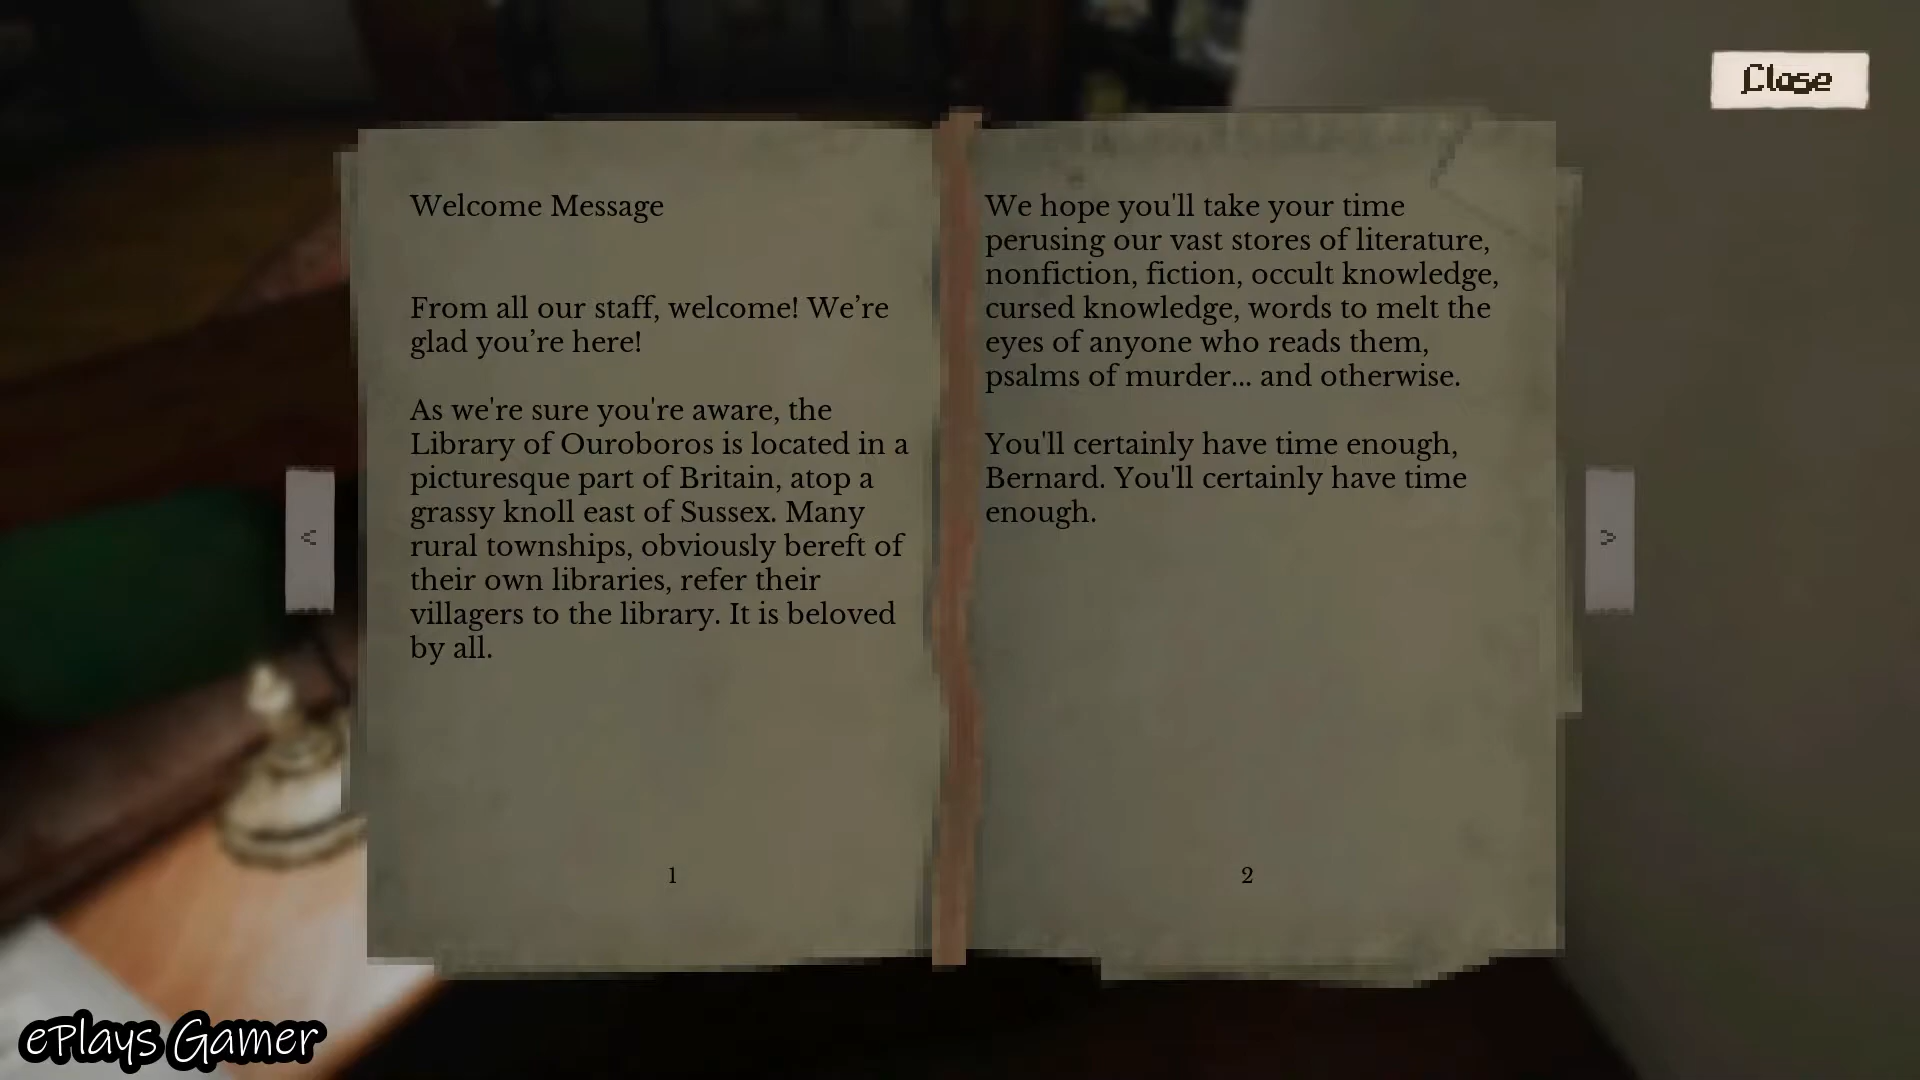 Close
Welcome Message
From all our staff, welcome! We’re
glad you’re here!
As we're sure you're aware, the
Library of Ouroboros is located in a
picturesque part of Britain, atop a
grassy knoll east of Sussex. Many
rural townships, obviously bereft of
their own libraries, refer their
villagers to the library. It is beloved
by all.
1
We hope you'll take your time
perusing our vast stores of literature,
nonfiction, fiction, occult knowledge,
cursed knowledge, words to melt the
eyes of anyone who reads them,
psalms of murder... and otherwise.
You'll certainly have time enough,
Bernard. You'll certainly have time
enough.
2
<
>
ePlays Gamer